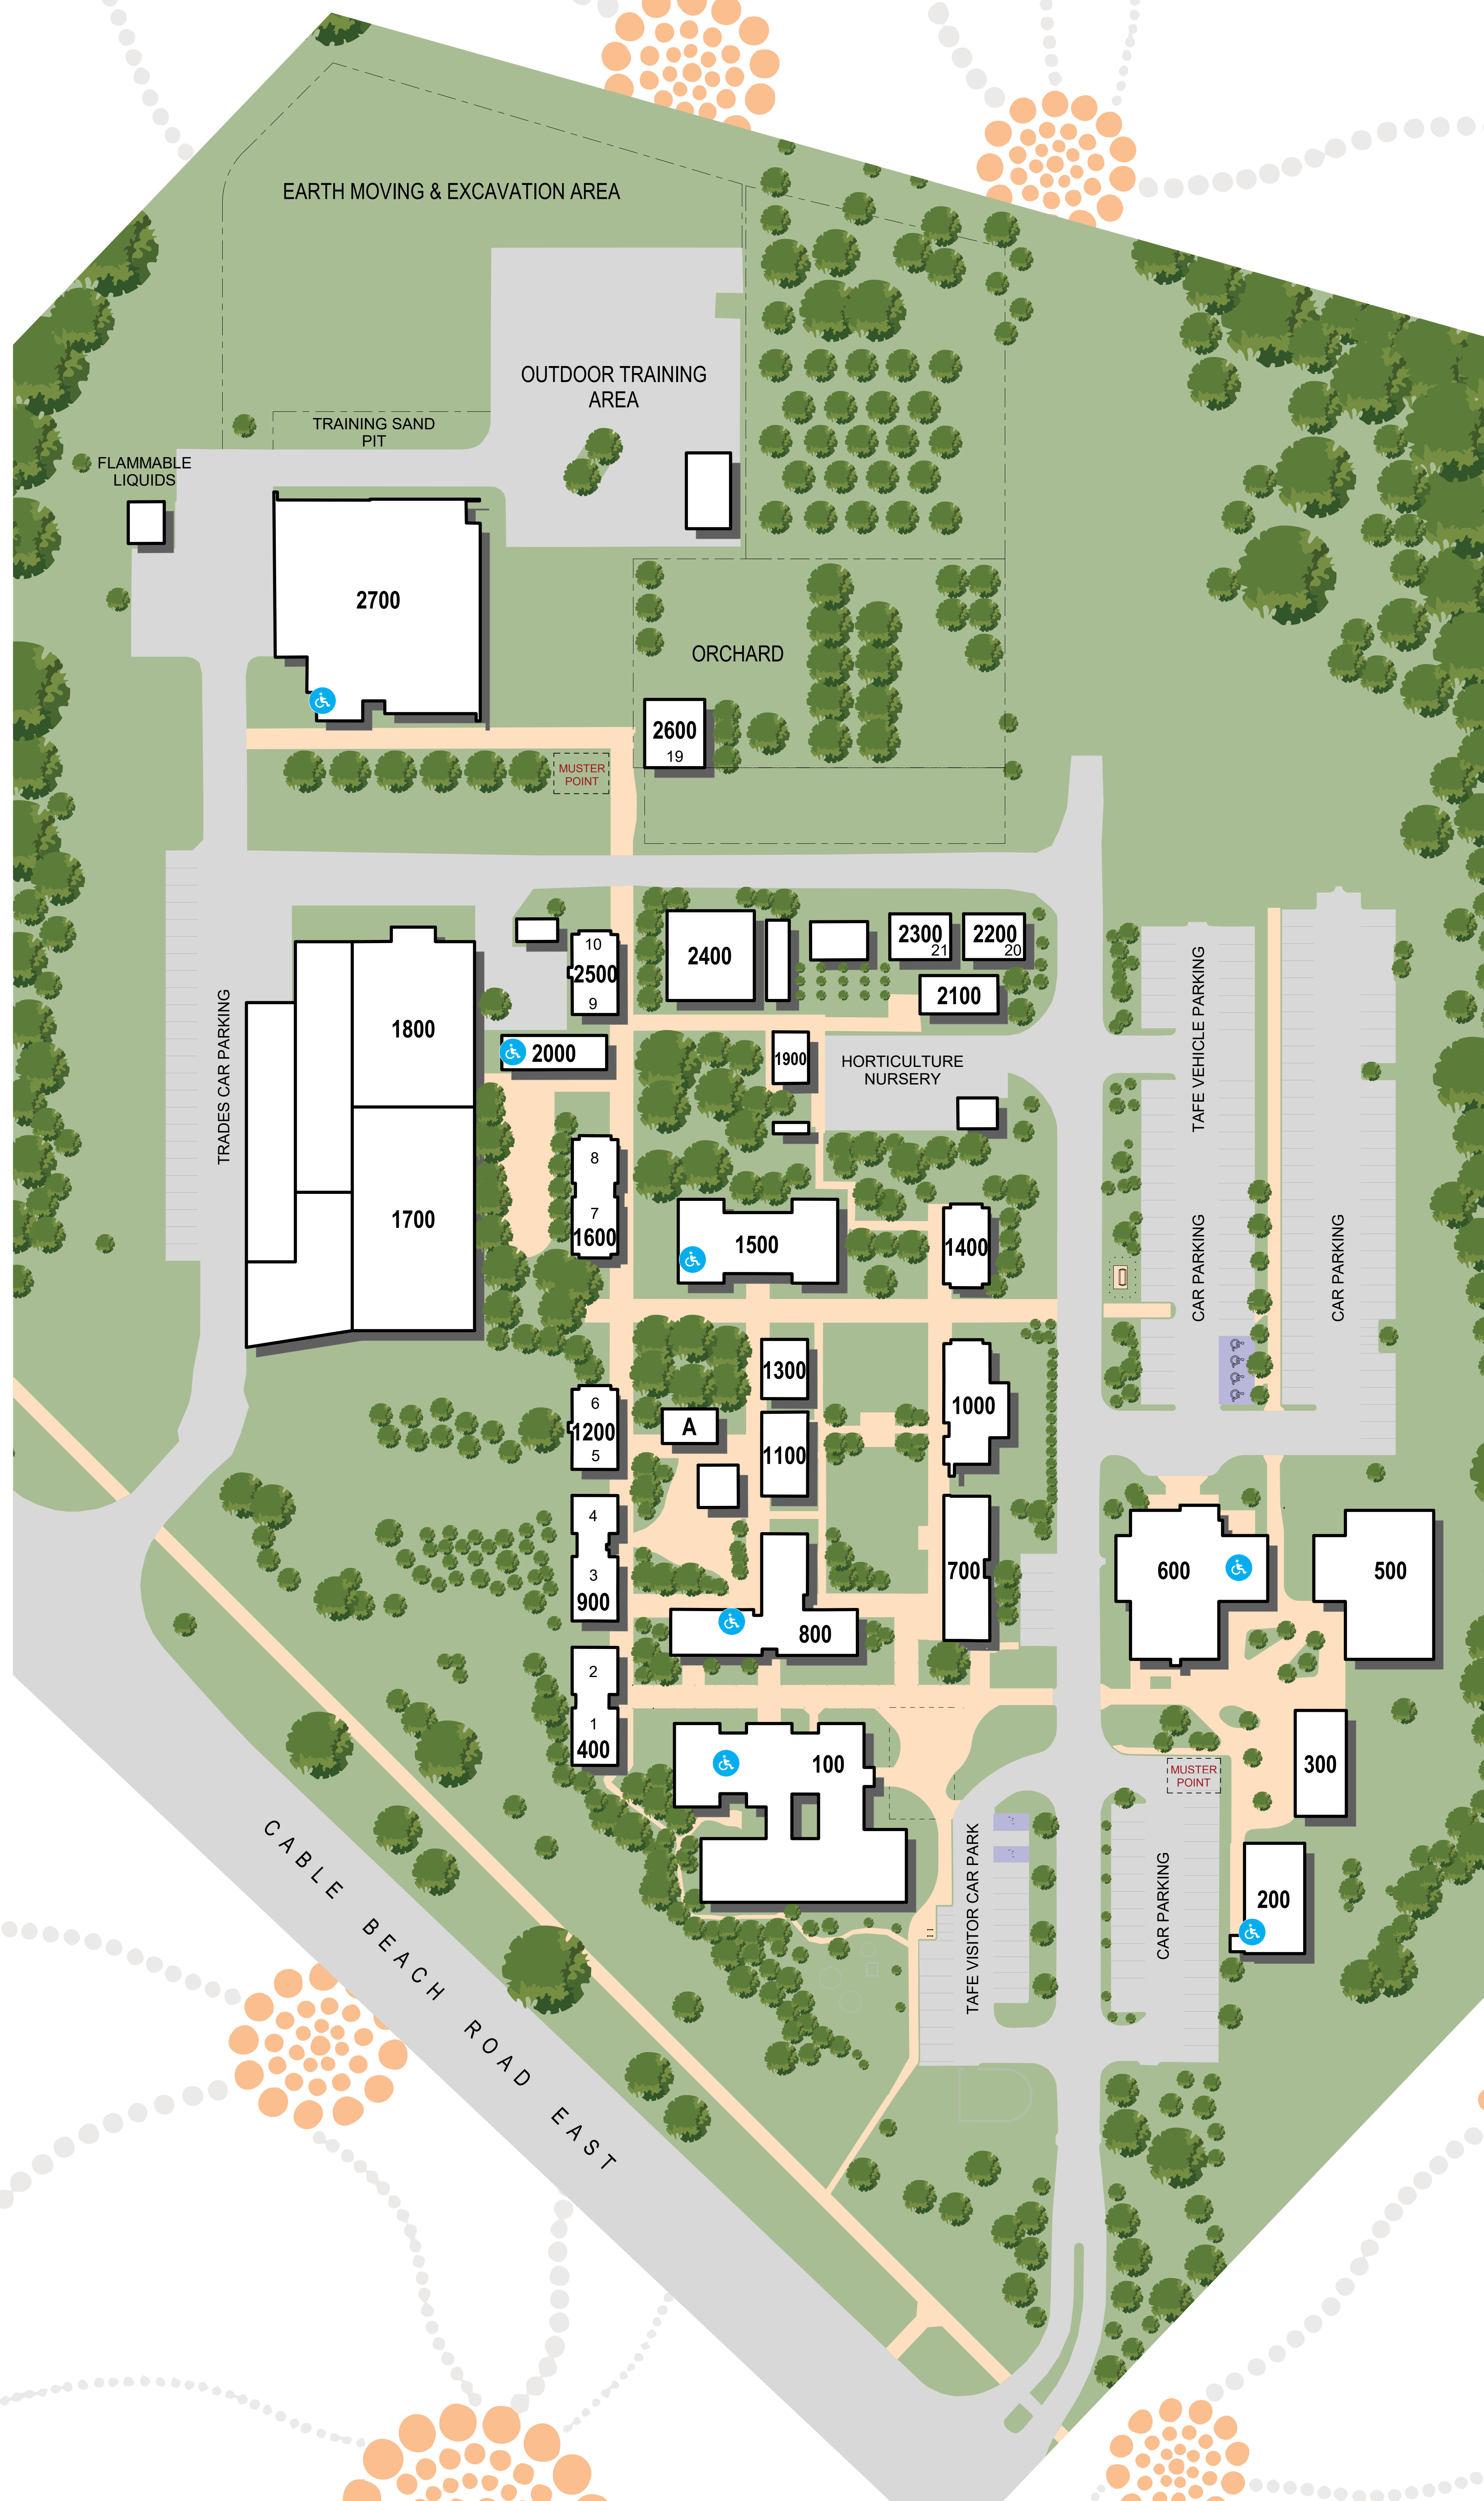 EARTH MOVING & EXCAVATION AREA
OUTDOOR TRAINING
AREA
TRAINING SAND
PIT
FLAMMABLE
LIQUIDS
2700
ORCHARD
2600
19
MUSTER
POINT
10
2500
9
2400
2300
21
2200
20
2100
TRADES CAR PARKING
1800
2000
1900
HORTICULTURE
NURSERY
TAFE VEHICLE PARKING
8
7
1600
1700
1500
1400
CAR PARKING
CAR PARKING
1300
6
1200
5
A
1100
1000
4
3
900
700
600
500
800
2
1
400
100
MUSTER
POINT
300
TAFE VISITOR CAR PARK
CAR PARKING
200
CABLE BEACH ROAD EAST